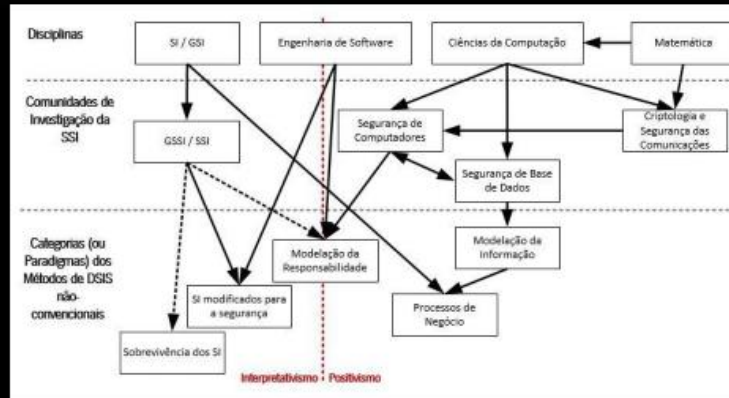 Disciplinas
SI / GSI
Engenharia de Software
Ciências da Computação
Matemática
Comunidades de
Investigação da
SSI
GSSI / SSI
Segurança de
Computadores
Criptologia e
Segurança das
Comunicações
Segurança de Base
de Dados
Categorias (ou
Paradigmas) dos
Métodos de DSIS
não-
convencionais
Modelação da
Responsabilidade
Modelação da
Informação
SI modificados para
a segurança
Processos de
Negócio
Sobrevivência dos SI
Interpretativismo
Positivismo